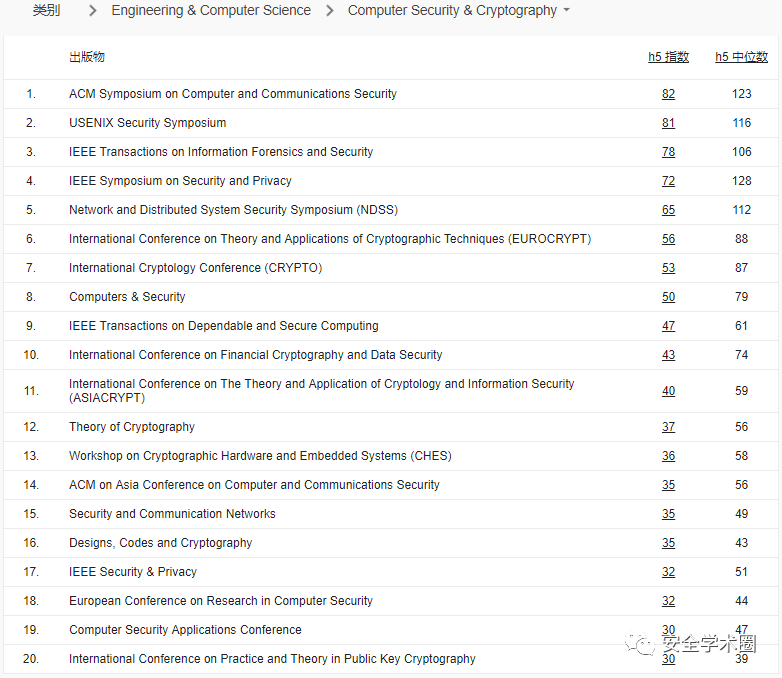 类别 > Engineering & Computer Science > Computer Security & Cryptography
出版物 h5 指数 h5 中位数
1. ACM Symposium on Computer and Communications Security 82 123
2. USENIX Security Symposium 81 116
3. IEEE Transactions on Information Forensics and Security 78 106
4. IEEE Symposium on Security and Privacy 72 128
5. Network and Distributed System Security Symposium (NDSS) 65 112
6. International Conference on Theory and Applications of Cryptographic Techniques (EUROCRYPT) 56 88
7. International Cryptology Conference (CRYPTO) 53 87
8. Computers & Security 50 79
9. IEEE Transactions on Dependable and Secure Computing 47 61
10. International Conference on Financial Cryptography and Data Security 43 74
11. International Conference on The Theory and Application of Cryptology and Information Security
(ASIACRYPT) 40 59
12. Theory of Cryptography 37 56
13. Workshop on Cryptographic Hardware and Embedded Systems (CHES) 36 58
14. ACM on Asia Conference on Computer and Communications Security 35 56
15. Security and Communication Networks 35 49
16. Designs, Codes and Cryptography 35 43
17. IEEE Security & Privacy 32 51
18. European Conference on Research in Computer Security 32 44
19. Computer Security Applications Conference 30 47
安全学术圈
20. International Conference on Practice and Theory in Public Key Cryptography 30 39